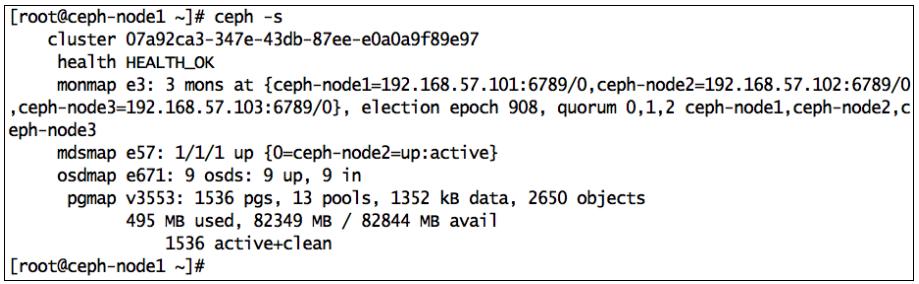 [root@ceph-node1 ~]# ceph -s
    cluster 07a92ca3-347e-43db-87ee-e0a0a9f89e97
     health HEALTH_OK
     monmap e3: 3 mons at {ceph-node1=192.168.57.101:6789/0,ceph-node2=192.168.57.102:6789/0
,ceph-node3=192.168.57.103:6789/0}, election epoch 908, quorum 0,1,2 ceph-node1,ceph-node2,c
eph-node3
     mdsmap e57: 1/1/1 up {0=ceph-node2=up:active}
     osdmap e671: 9 osds: 9 up, 9 in
      pgmap v3553: 1536 pgs, 13 pools, 1352 kB data, 2650 objects
            495 MB used, 82349 MB / 82844 MB avail
                1536 active+clean
[root@ceph-node1 ~]#